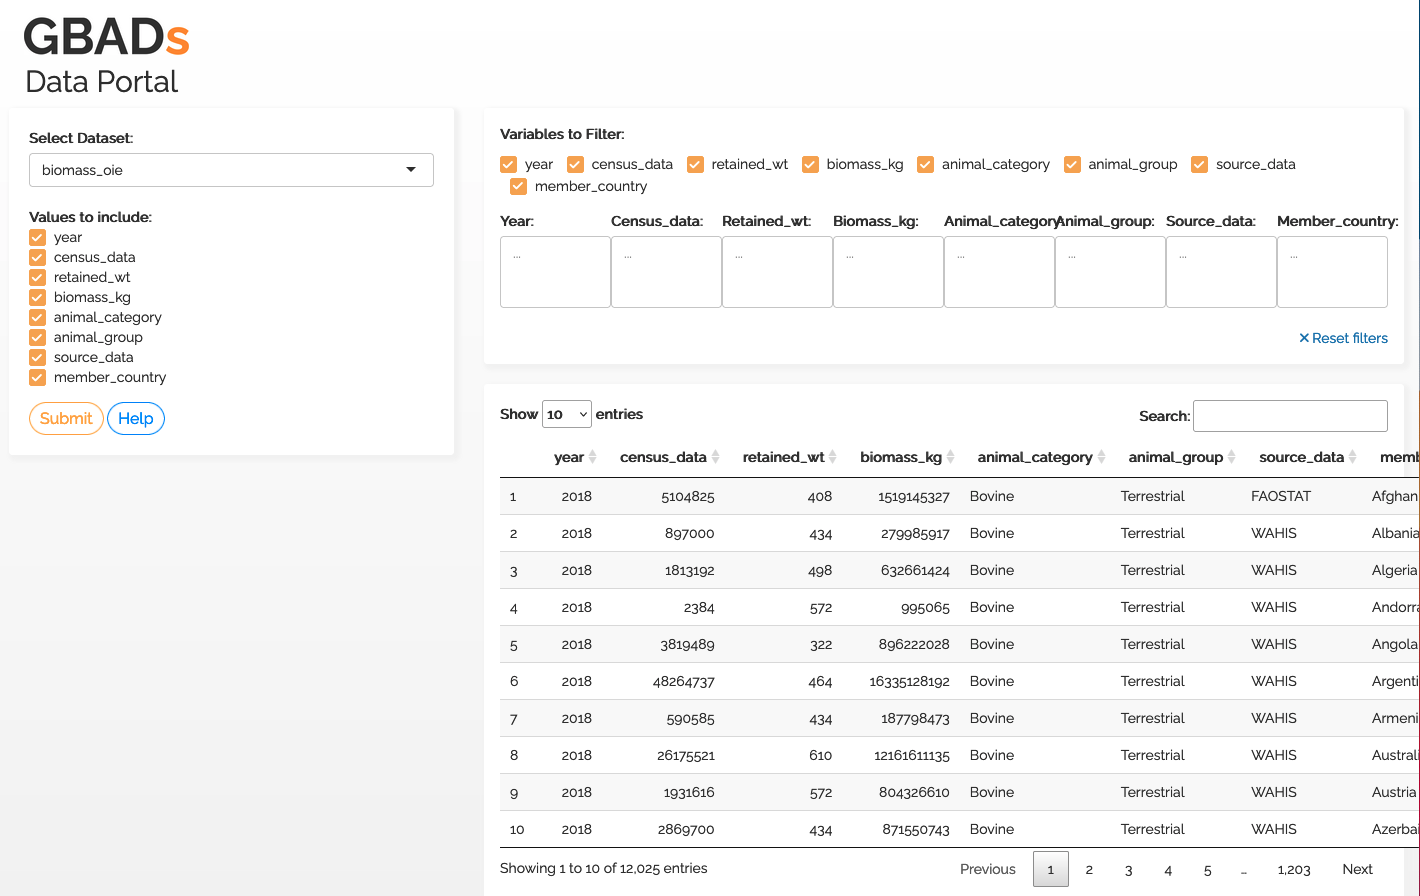 GBADs
Data Portal
Select Dataset:
biomass_oie
Values to include:
year
census_data
retained_wt
biomass_kg
animal_category
animal_group
source_data
member_country
Submit Help
Variables to Filter:
year census_data retained_wt biomass_kg animal_category animal_group source_data
member_country
Year: Census_data: Retained_wt: Biomass_kg: Animal_category: Animal_group: Source_data: Member_country:
... ... ... ... ... ... ... ...
Reset filters
Show 10 entries Search:
year census_data retained_wt biomass_kg animal_category animal_group source_data memb
1 2018 5104825 408 1519145327 Bovine Terrestrial FAOSTAT Afghan
2 2018 897000 434 279985917 Bovine Terrestrial WAHIS Albania
3 2018 1813192 498 632661424 Bovine Terrestrial WAHIS Algeria
4 2018 2384 572 995065 Bovine Terrestrial WAHIS Andorra
5 2018 3819489 322 896222028 Bovine Terrestrial WAHIS Angola
6 2018 48264737 464 16335128192 Bovine Terrestrial WAHIS Argenti
7 2018 590585 434 187798473 Bovine Terrestrial WAHIS Armeni
8 2018 26175521 610 12161611135 Bovine Terrestrial WAHIS Australi
9 2018 1931616 572 804326610 Bovine Terrestrial WAHIS Austria
10 2018 2869700 434 871550743 Bovine Terrestrial WAHIS Azerbai
Showing 1 to 10 of 12,025 entries Previous 1 2 3 4 5 … 1,203 Next